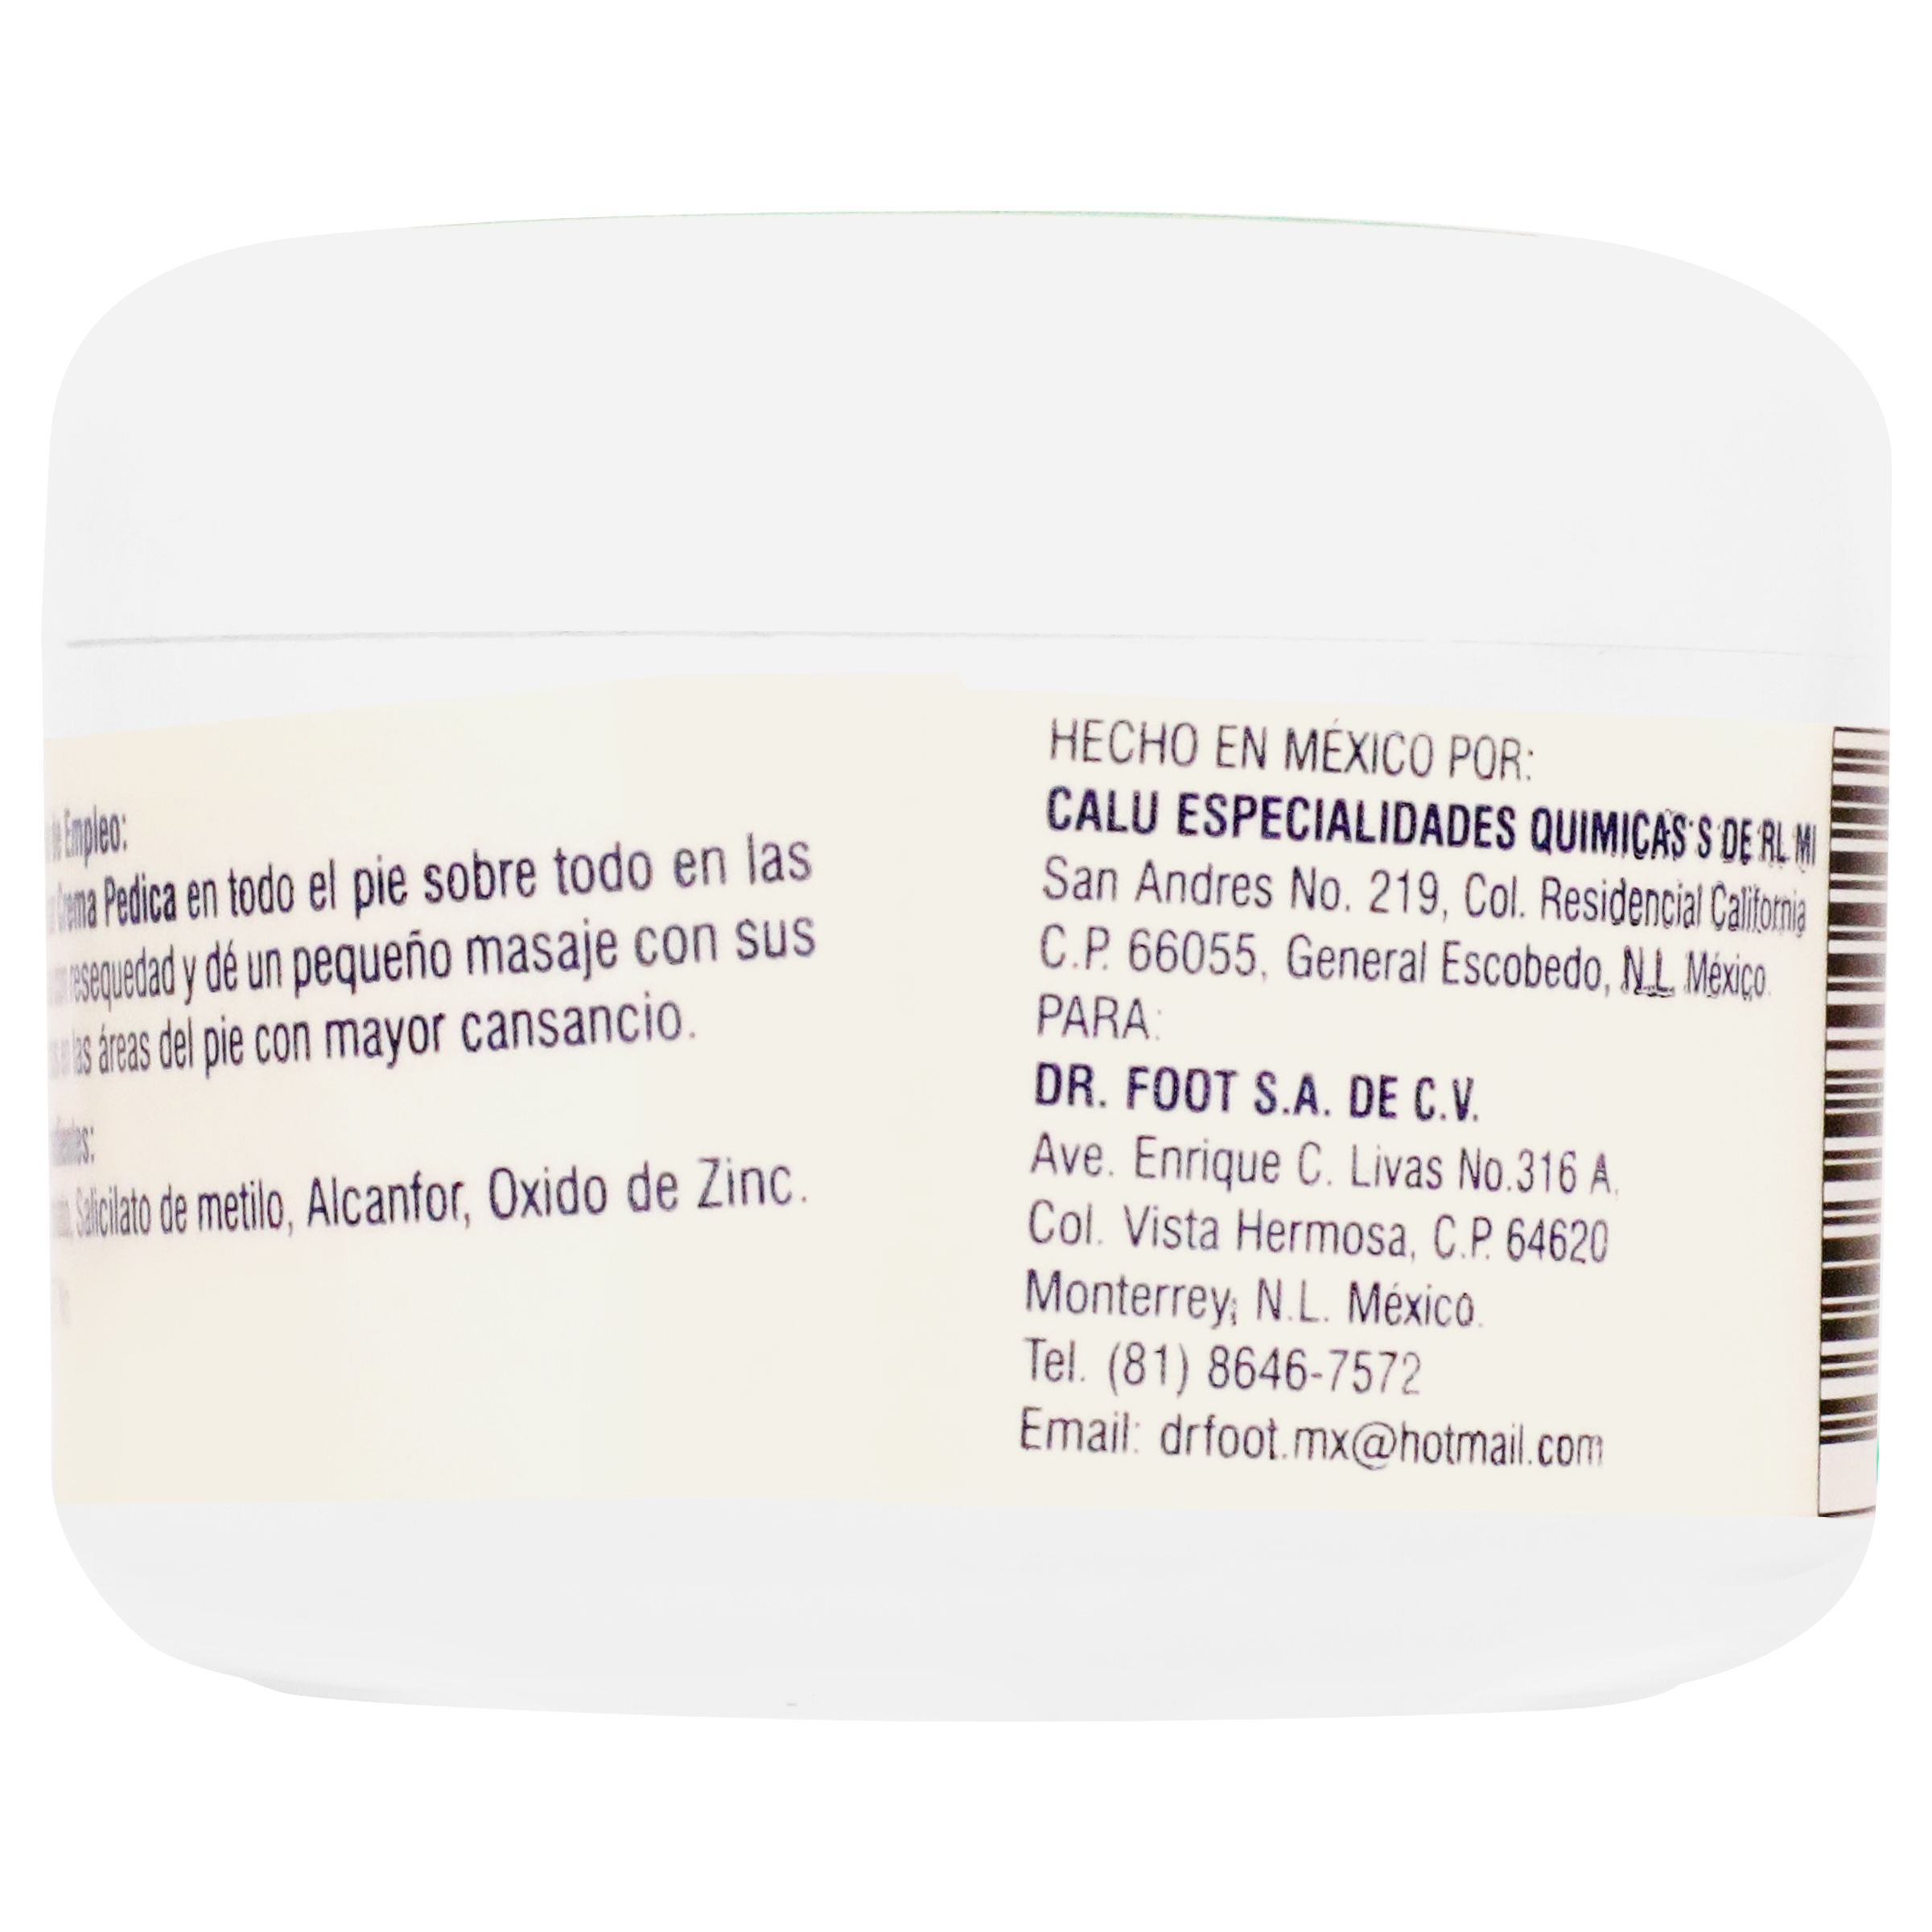 de Empleo:
Crema Pedica en todo el pie sobre todo en las
resequedad y dé un pequeño masaje con sus
las áreas del pie con mayor cansancio.
Salicilato de metilo, Alcanfor, Oxido de Zinc.
HECHO EN MÉXICO POR:
CALU ESPECIALIDADES QUIMICAS S DE RL MI
San Andres No. 219, Col. Residencial California
C.P. 66055, General Escobedo, N.L. México.
PARA:
DR. FOOT S.A. DE C.V.
Ave. Enrique C. Livas No.316 A.
Col. Vista Hermosa, C.P. 64620
Monterrey, N.L. México.
Tel. (81) 8646-7572
Email: drfoot.mx@hotmail.com